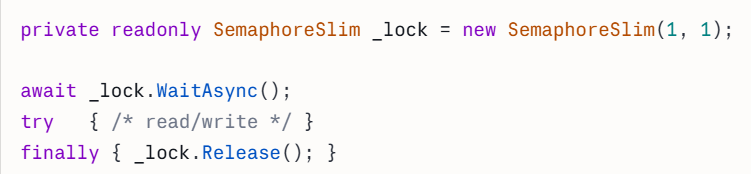 private readonly SemaphoreSlim _lock = new SemaphoreSlim(1, 1);

await _lock.WaitAsync();
try   { /* read/write */ }
finally { _lock.Release(); }